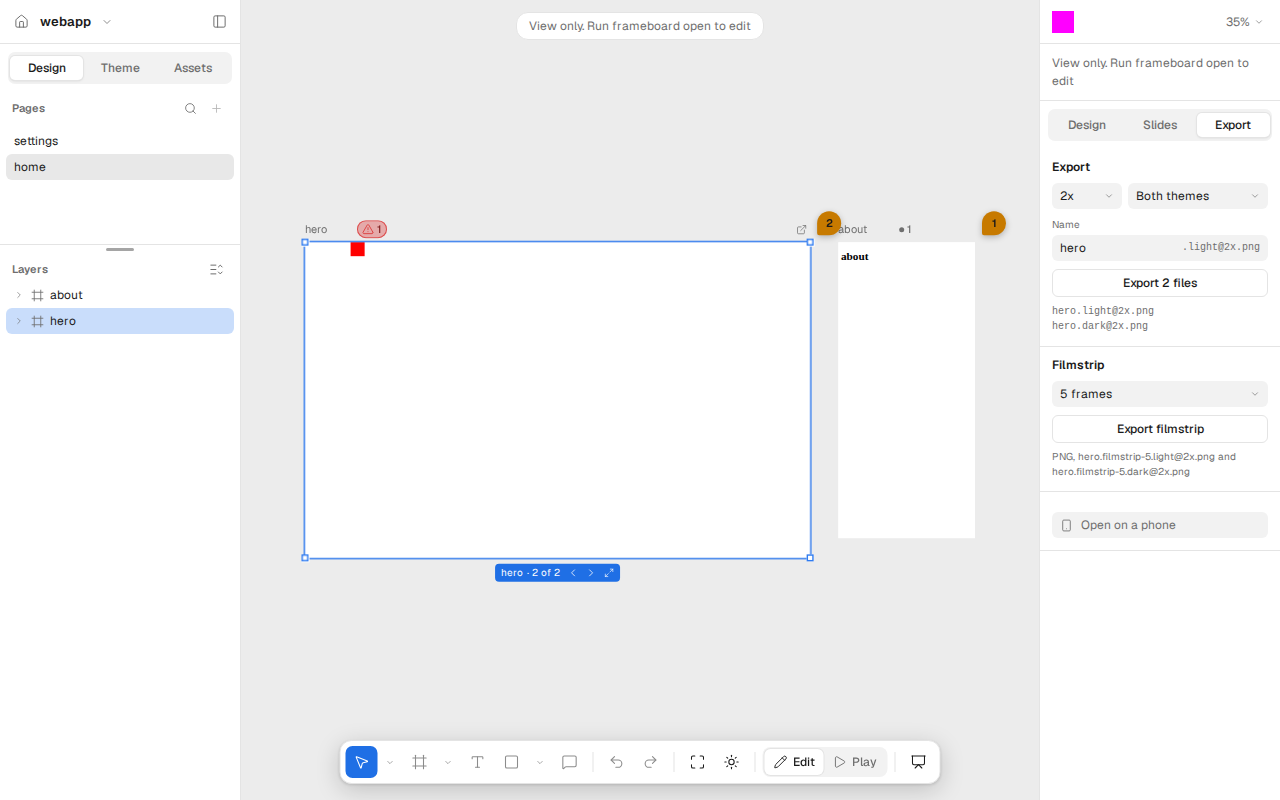 webapp
View only. Run frameboard open to edit
35%
View only. Run frameboard open to
edit
Design
Theme
Assets
Design
Slides
Export
Pages
settings
home
Export
2x
Both themes
Name
hero
.light@2x.png
Export 2 files
hero.light@2x.png
hero.dark@2x.png
hero
1
2
about
1
1
about
Layers
about
hero
Filmstrip
5 frames
Export filmstrip
PNG, hero.filmstrip-5.light@2x.png and
hero.filmstrip-5.dark@2x.png
Open on a phone
hero · 2 of 2
Edit
Play